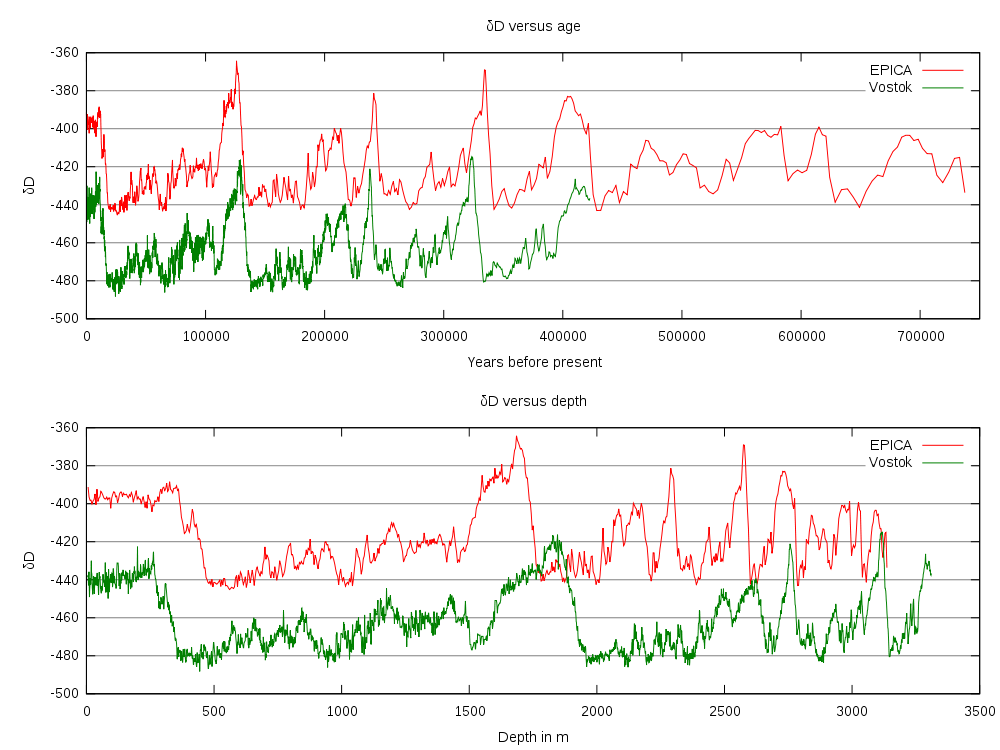 δD versus age
-360
-380
-400
-420
-440
-460
-480
-500
δD
EPICA
Vostok
0 100000 200000 300000 400000 500000 600000 700000
Years before present
δD versus depth
-360
-380
-400
-420
-440
-460
-480
-500
δD
EPICA
Vostok
0 500 1000 1500 2000 2500 3000 3500
Depth in m